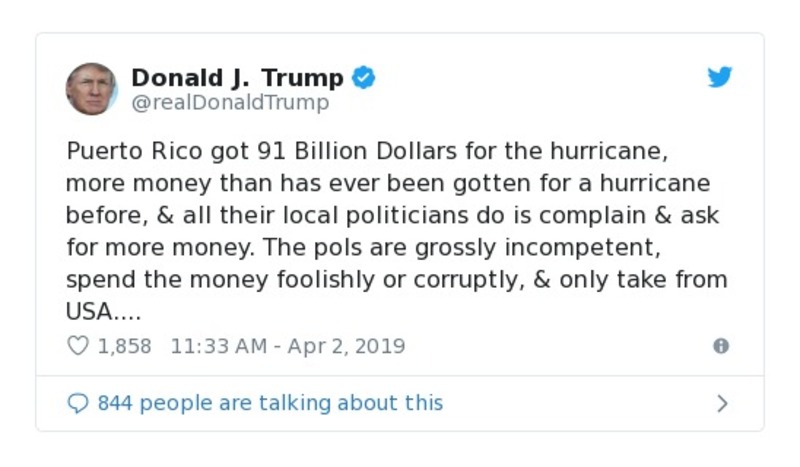 Donald J. Trump
@realDonaldTrump
Puerto Rico got 91 Billion Dollars for the hurricane,
more money than has ever been gotten for a hurricane
before, & all their local politicians do is complain & ask
for more money. The pols are grossly incompetent,
spend the money foolishly or corruptly, & only take from
USA....
1,858 11:33 AM - Apr 2, 2019
844 people are talking about this